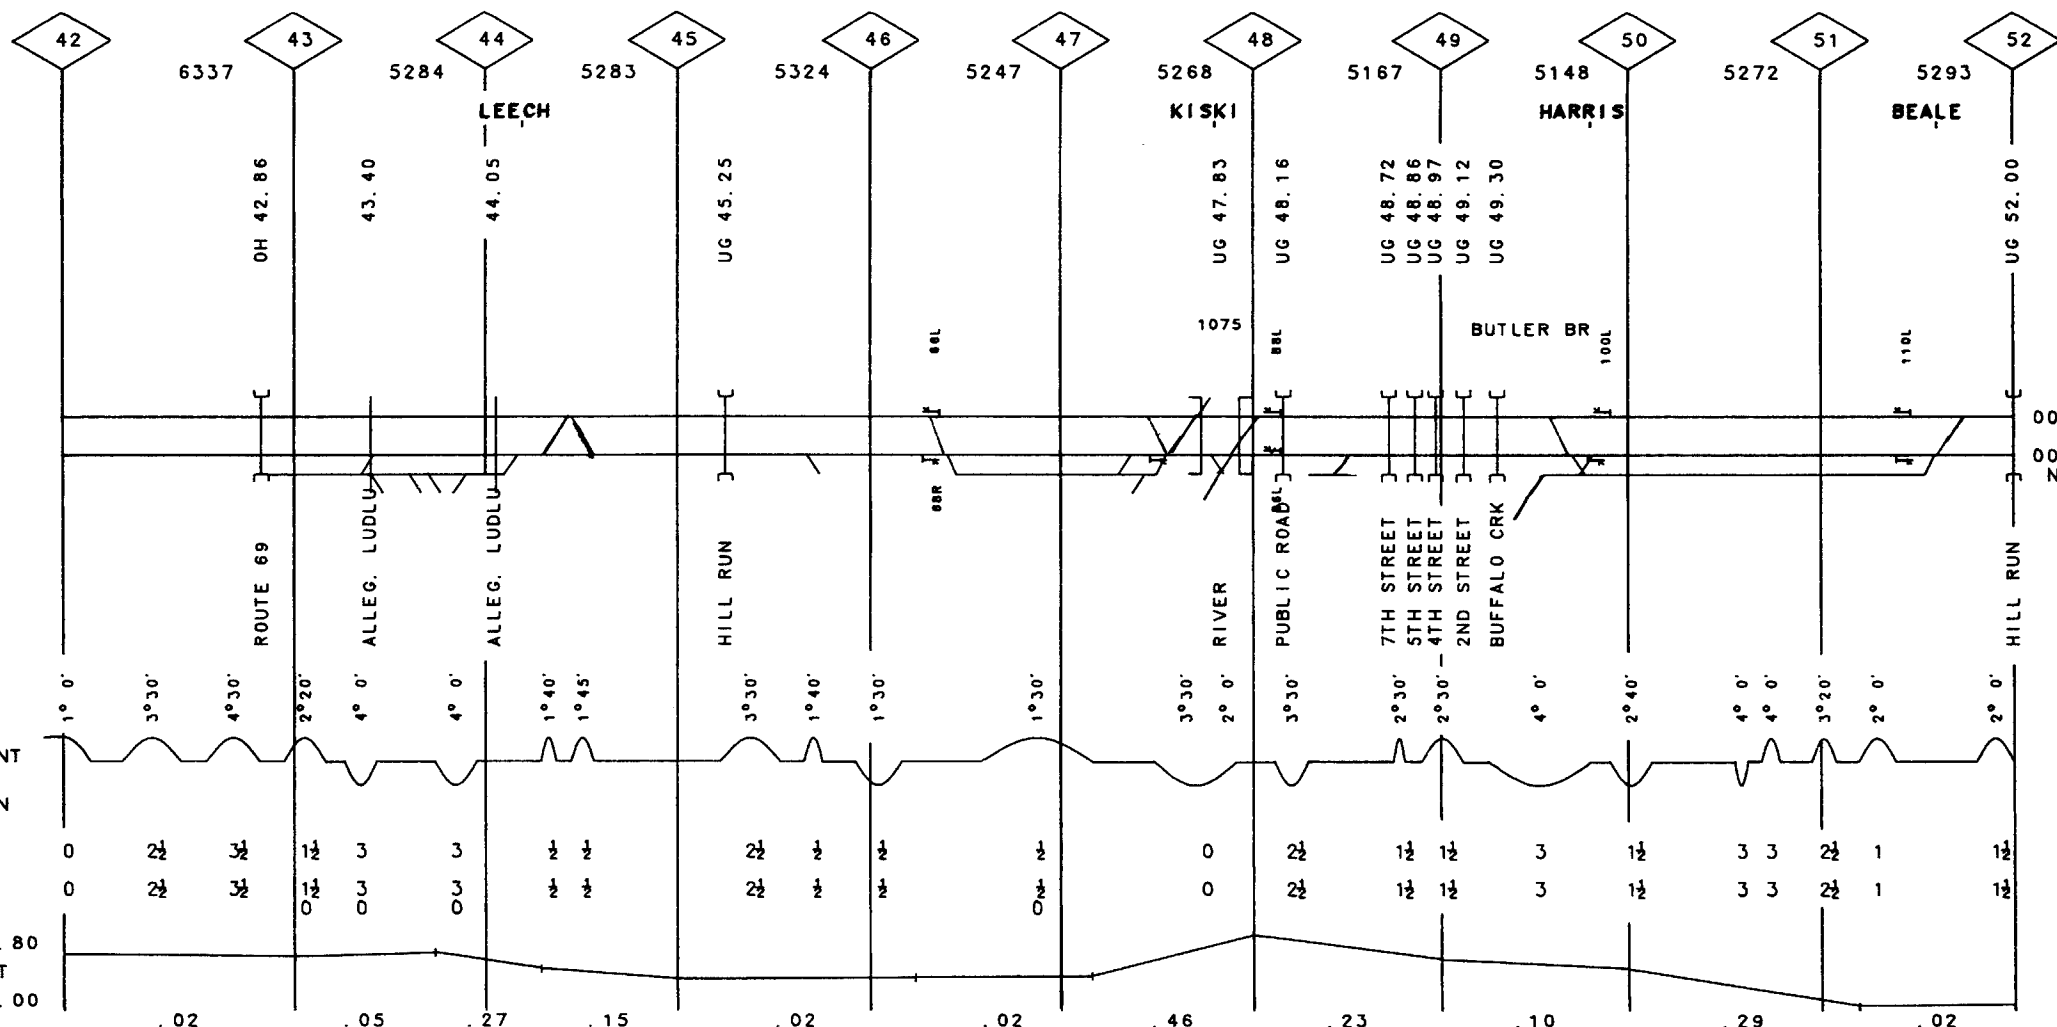 42 43 44 45 46 47 48 49 50 51 52
6337 5284 5283 5324 5247 5268 5167 5148 5272 5293
LEECH KISKI HARRIS BEALE
OH 42.86
43.40
44.05
UG 45.25
UG 47.83
UG 48.16
UG 48.72
UG 48.86
UG 48.97
UG 49.12
UG 49.30
UG 52.00
1075
BUTLER BR
88L
100L
110L
00
00
N
88R
ROUTE 69
ALLEG. LUDLU
ALLEG. LUDLU
HILL RUN
RIVER
PUBLIC ROAD
7TH STREET
5TH STREET
4TH STREET
2ND STREET
BUFFALO CRK
HILL RUN
1° 0' 3°30' 4°30' 2°20' 4° 0' 4° 0' 1°40' 1°45' 3°30' 1°40' 1°30' 1°30' 3°30' 2° 0' 3°30' 2°30' 2°30' 4° 0' 2°40' 4° 0' 4° 0' 3°20' 2° 0' 2° 0'
NT
N
0 2½ 3½ 1½ 3 3 ½ ½ 2½ ½ ½ ½ 0 2½ 1½ 1½ 3 1½ 3 3 2½ 1 1½
0 2½ 3½ 1½ 3 3 ½ ½ 2½ ½ ½ ½ 0 2½ 1½ 1½ 3 1½ 3 3 2½ 1 1½
0 0 0 0
.80
T
.00
.02 .05 .27 .15 .02 .02 .46 .23 .10 .29 .02